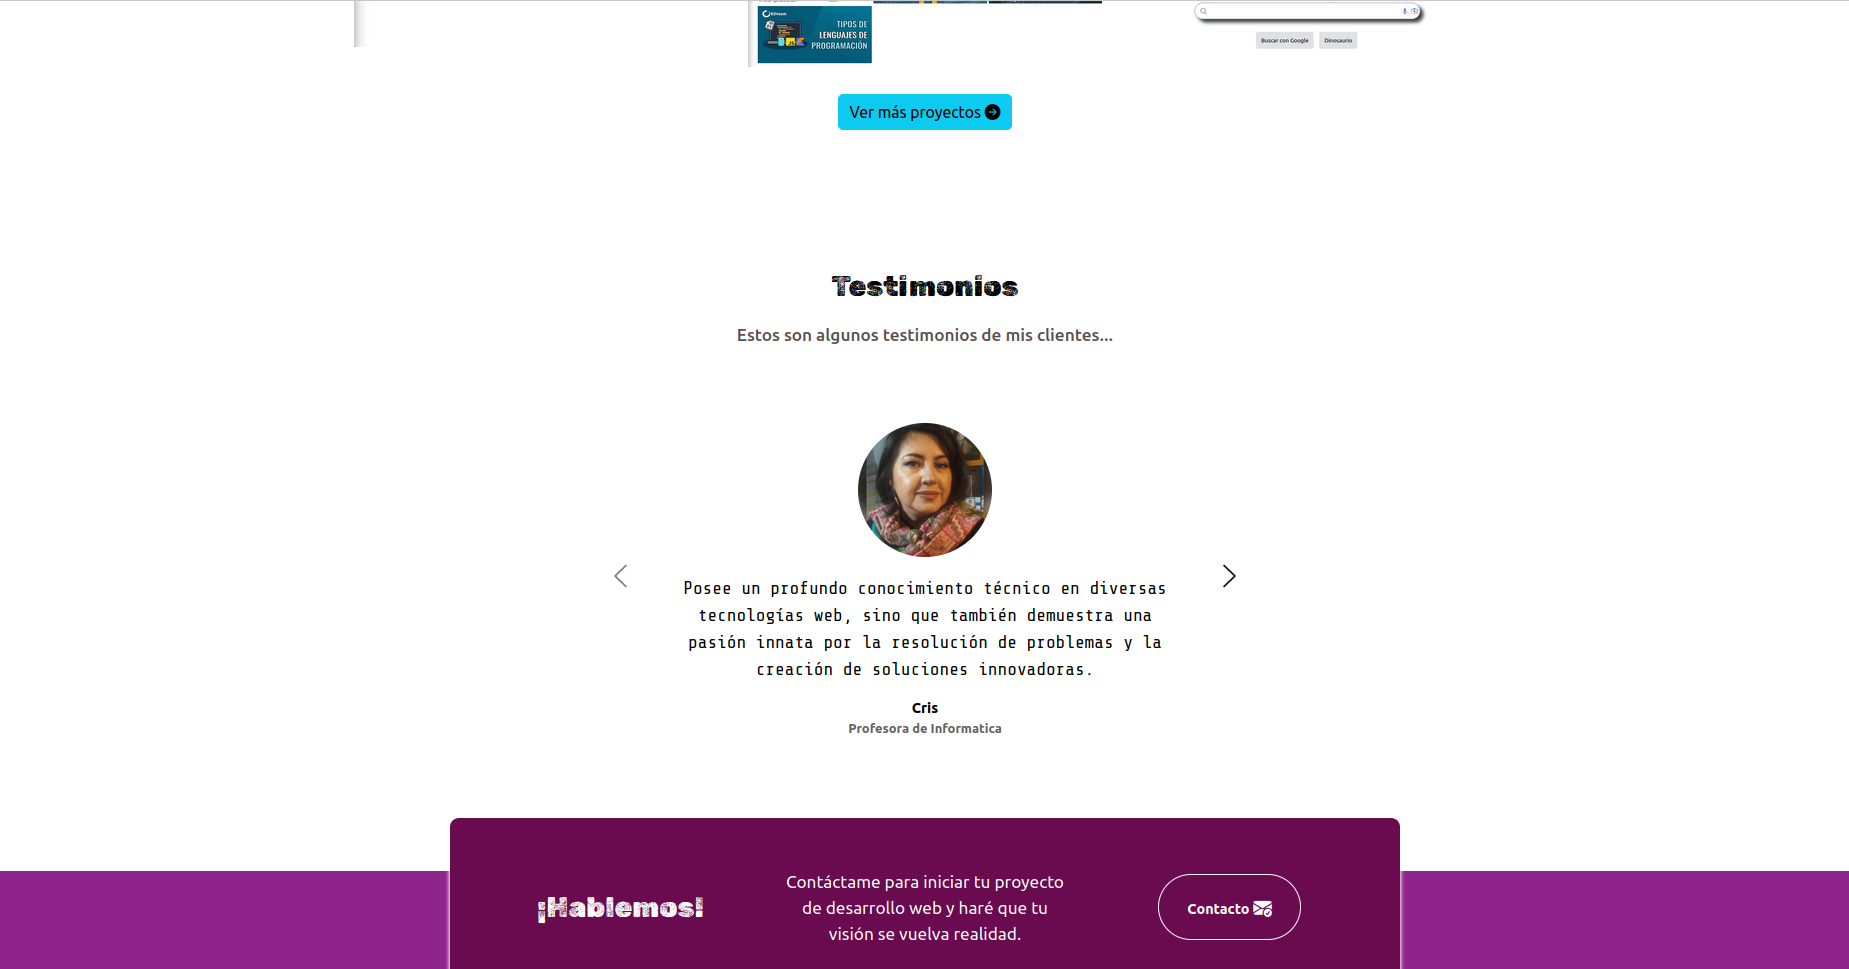 EDteam
TIPOS DE
LENGUAJES DE
PROGRAMACIÓN
Buscar con Google
Dinosaurio
Ver más proyectos
Testimonios
Estos son algunos testimonios de mis clientes...
Posee un profundo conocimiento técnico en diversas
tecnologías web, sino que también demuestra una
pasión innata por la resolución de problemas y la
creación de soluciones innovadoras.
Cris
Profesora de Informatica
¡Hablemos!
Contáctame para iniciar tu proyecto
de desarrollo web y haré que tu
visión se vuelva realidad.
Contacto